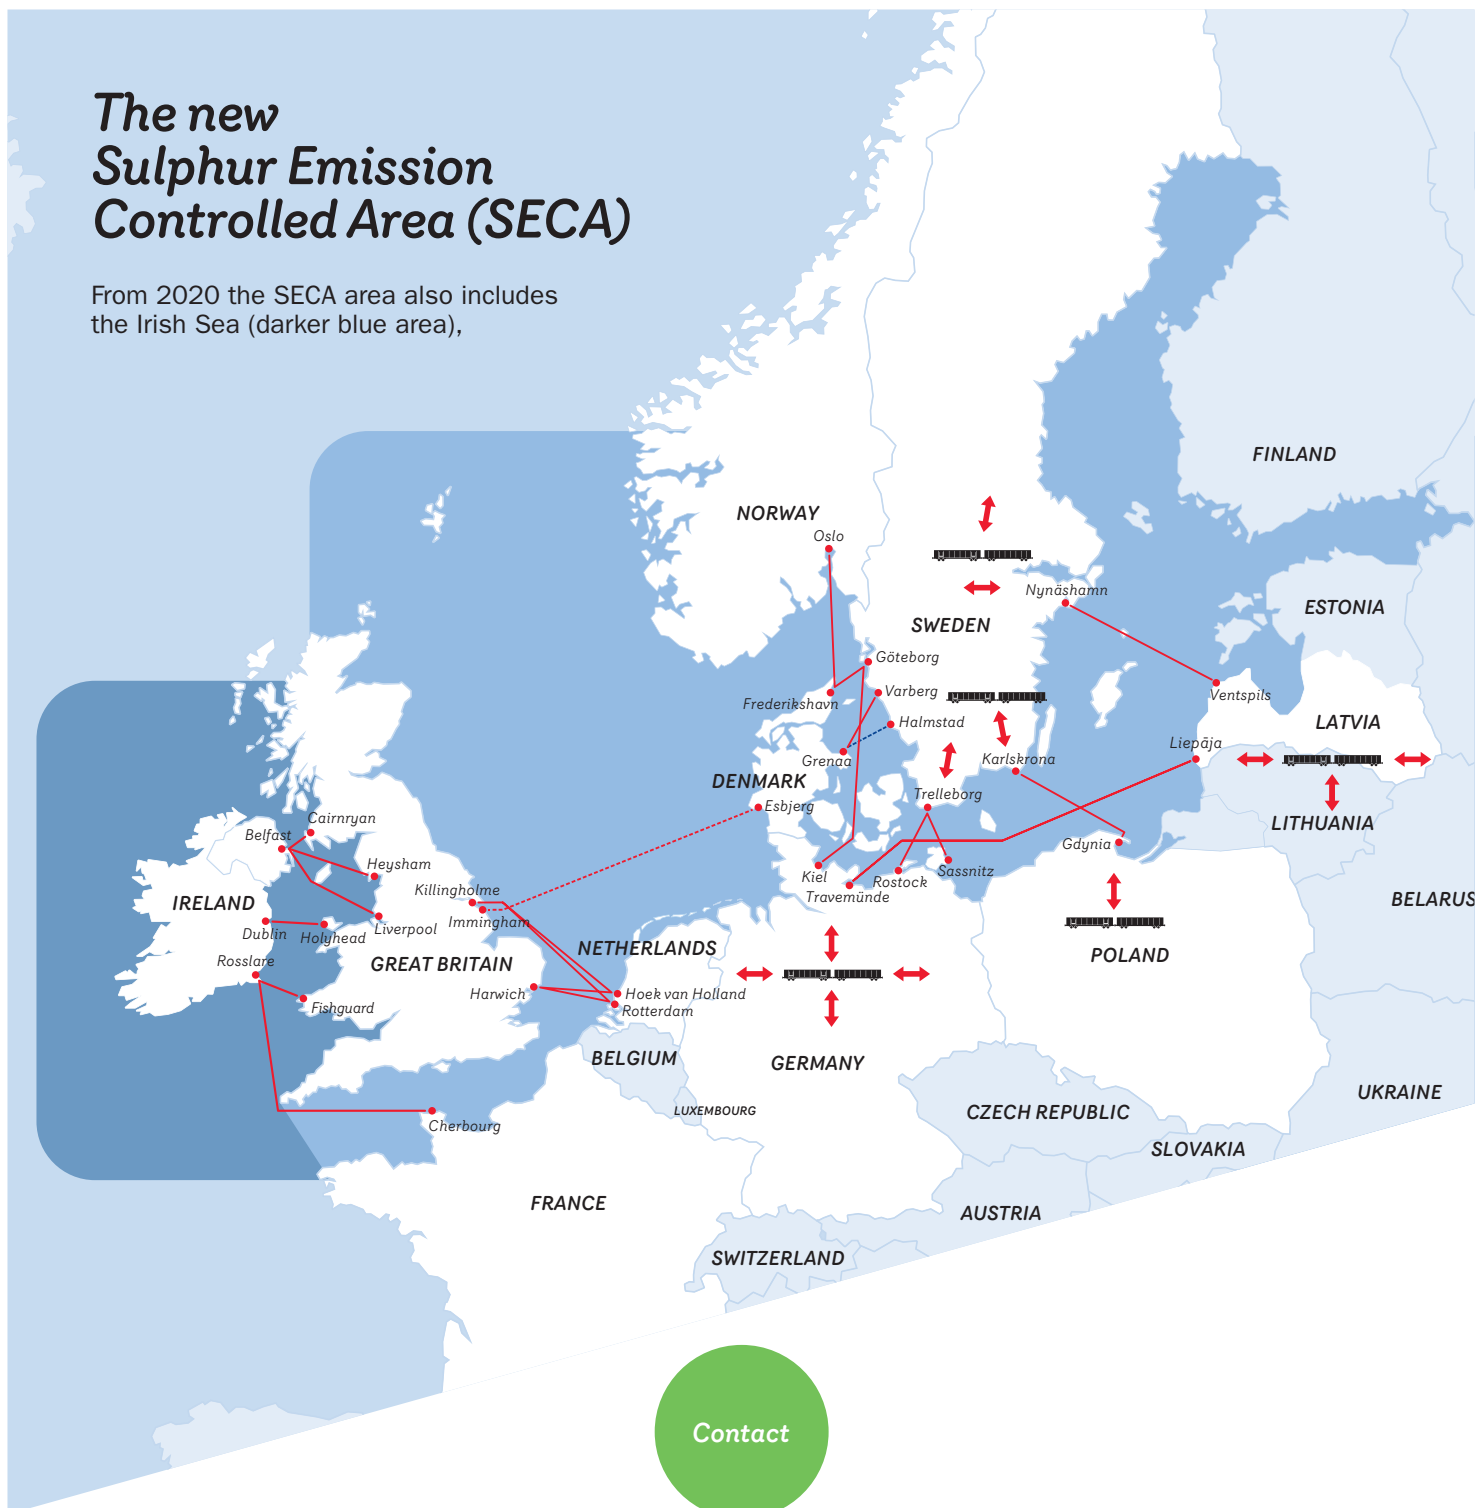 The new
Sulphur Emission
Controlled Area (SECA)
From 2020 the SECA area also includes
the Irish Sea (darker blue area),
FINLAND
NORWAY
Oslo
Nynäshamn
ESTONIA
SWEDEN
Göteborg
Varberg
Ventspils
Frederikshavn
Halmstad
LATVIA
Liepāja
Grenaa
Karlskrona
DENMARK
Trelleborg
Esbjerg
Cairnryan
LITHUANIA
Belfast
Gdynia
Heysham
Sassnitz
Kiel
Rostock
Killingholme
Travemünde
IRELAND
BELARUS
Immingham
Liverpool
Dublin
Holyhead
NETHERLANDS
POLAND
Rosslare
GREAT BRITAIN
Harwich
Hoek van Holland
Fishguard
Rotterdam
BELGIUM
GERMANY
UKRAINE
LUXEMBOURG
CZECH REPUBLIC
Cherbourg
SLOVAKIA
FRANCE
AUSTRIA
SWITZERLAND
Contact